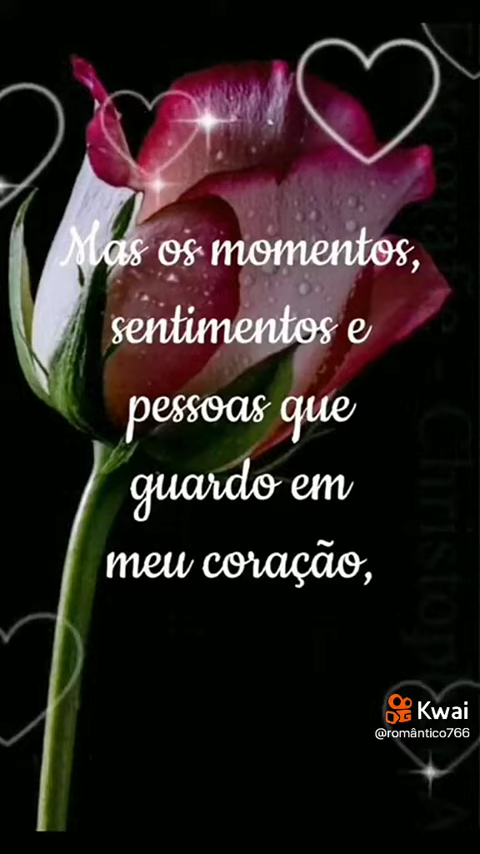 Mas os momentos,
sentimentos e
pessoas que
guardo em
meu coração,
Kwai
@romântico766